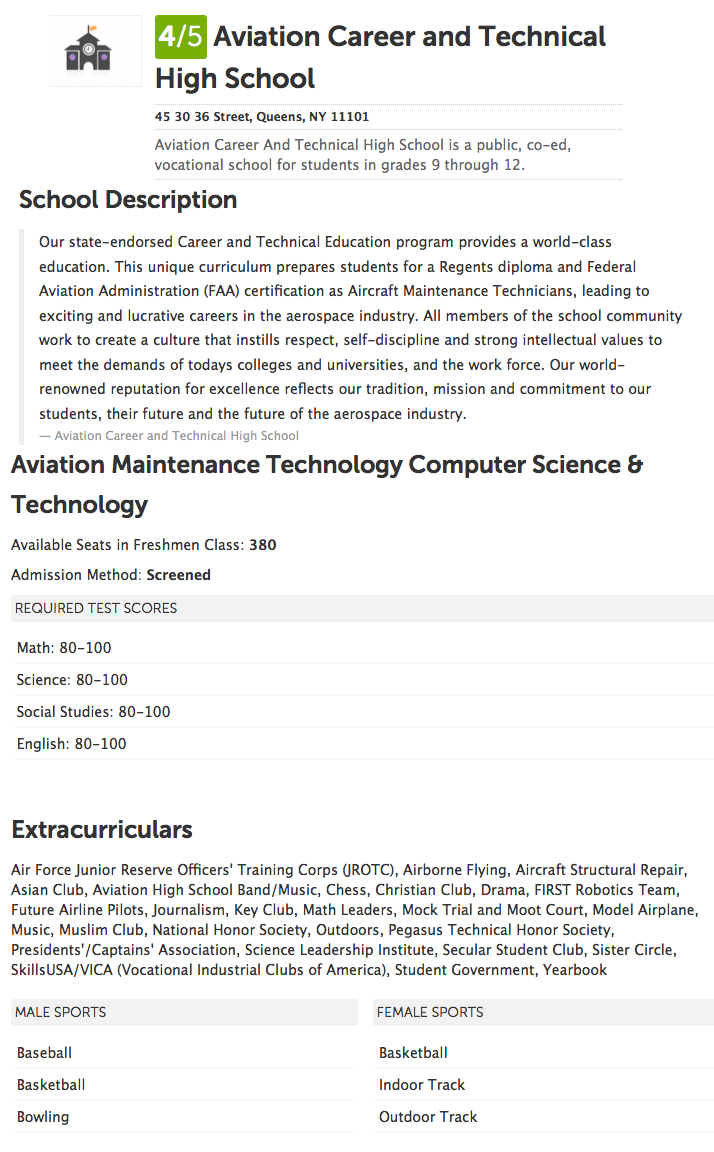 4/5 Aviation Career and Technical
High School
45 30 36 Street, Queens, NY 11101
Aviation Career And Technical High School is a public, co-ed,
vocational school for students in grades 9 through 12.
School Description
Our state-endorsed Career and Technical Education program provides a world-class
education. This unique curriculum prepares students for a Regents diploma and Federal
Aviation Administration (FAA) certification as Aircraft Maintenance Technicians, leading to
exciting and lucrative careers in the aerospace industry. All members of the school community
work to create a culture that instills respect, self-discipline and strong intellectual values to
meet the demands of todays colleges and universities, and the work force. Our world-
renowned reputation for excellence reflects our tradition, mission and commitment to our
students, their future and the future of the aerospace industry.
— Aviation Career and Technical High School
Aviation Maintenance Technology Computer Science &
Technology
Available Seats in Freshmen Class: 380
Admission Method: Screened
REQUIRED TEST SCORES
Math: 80-100
Science: 80-100
Social Studies: 80-100
English: 80-100
Extracurriculars
Air Force Junior Reserve Officers' Training Corps (JROTC), Airborne Flying, Aircraft Structural Repair,
Asian Club, Aviation High School Band/Music, Chess, Christian Club, Drama, FIRST Robotics Team,
Future Airline Pilots, Journalism, Key Club, Math Leaders, Mock Trial and Moot Court, Model Airplane,
Music, Muslim Club, National Honor Society, Outdoors, Pegasus Technical Honor Society,
Presidents'/Captains' Association, Science Leadership Institute, Secular Student Club, Sister Circle,
SkillsUSA/VICA (Vocational Industrial Clubs of America), Student Government, Yearbook
MALE SPORTS
Baseball
Basketball
Bowling
FEMALE SPORTS
Basketball
Indoor Track
Outdoor Track